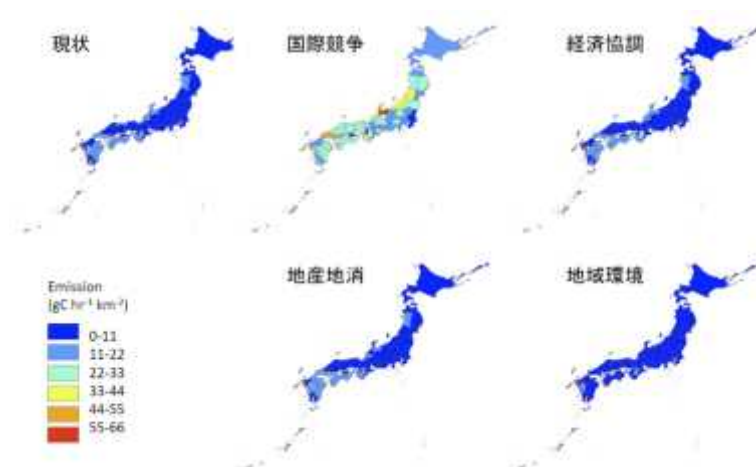 現状
国際競争
経済協調
地産地消
地域環境
Emission
(gC hr⁻¹ km⁻²)
0-11
11-22
22-33
33-44
44-55
55-66